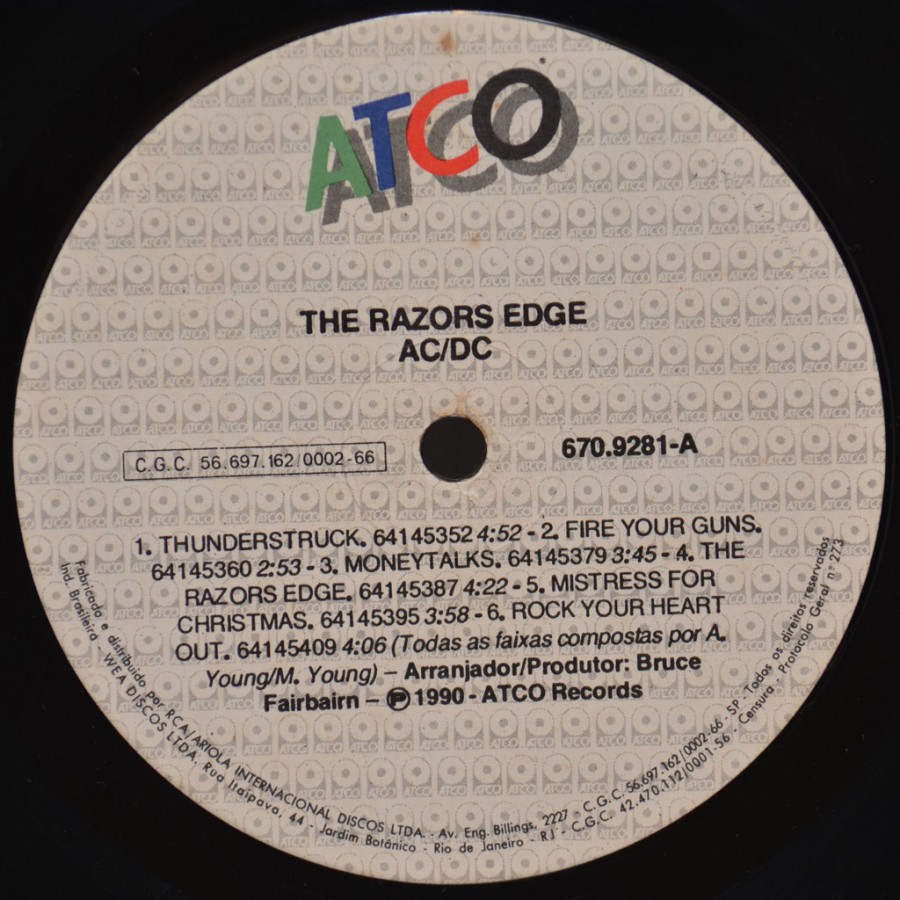 ATCO
THE RAZORS EDGE
AC/DC
C.G.C. 56.697.162/0002-66
670.9281-A
1. THUNDERSTRUCK. 64145352 4:52 - 2. FIRE YOUR GUNS.
64145360 2:53 - 3. MONEYTALKS. 64145379 3:45 - 4. THE
RAZORS EDGE. 64145387 4:22 - 5. MISTRESS FOR
CHRISTMAS. 64145395 3:58 - 6. ROCK YOUR HEART
OUT. 64145409 4:06 (Todas as faixas compostas por A.
Young/M. Young) – Arranjador/Produtor: Bruce
Fairbairn – ℗ 1990 - ATCO Records
Fabricado e distribuido por RCA/ARIOLA INTERNACIONAL DISCOS LTDA. - Av. Eng. Billings, 2227 - C.G.C. 56.697.162/0002-66 - SP - Todos os direitos reservados
Ind. Brasileira - WEA DISCOS LTDA. Rua Itaipava, 44 - Jardim Botânico - Rio de Janeiro - RJ - C.G.C. 42.470.112/0001-56 - Censura - Protocolo Geral n° 273